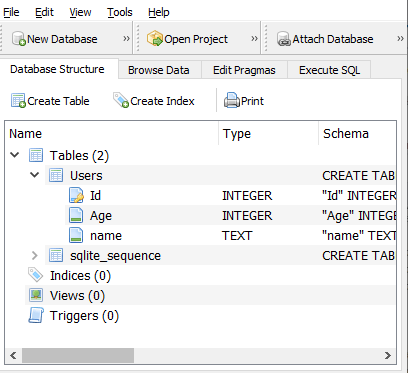 File Edit View Tools Help
New Database » Open Project » Attach Database »
Database Structure Browse Data Edit Pragmas Execute SQL
Create Table Create Index Print
Name Type Schema
Tables (2)
Users CREATE TAB
Id INTEGER "Id" INTEGER
Age INTEGER "Age" INTEG
name TEXT "name" TEXT
sqlite_sequence CREATE TAB
Indices (0)
Views (0)
Triggers (0)